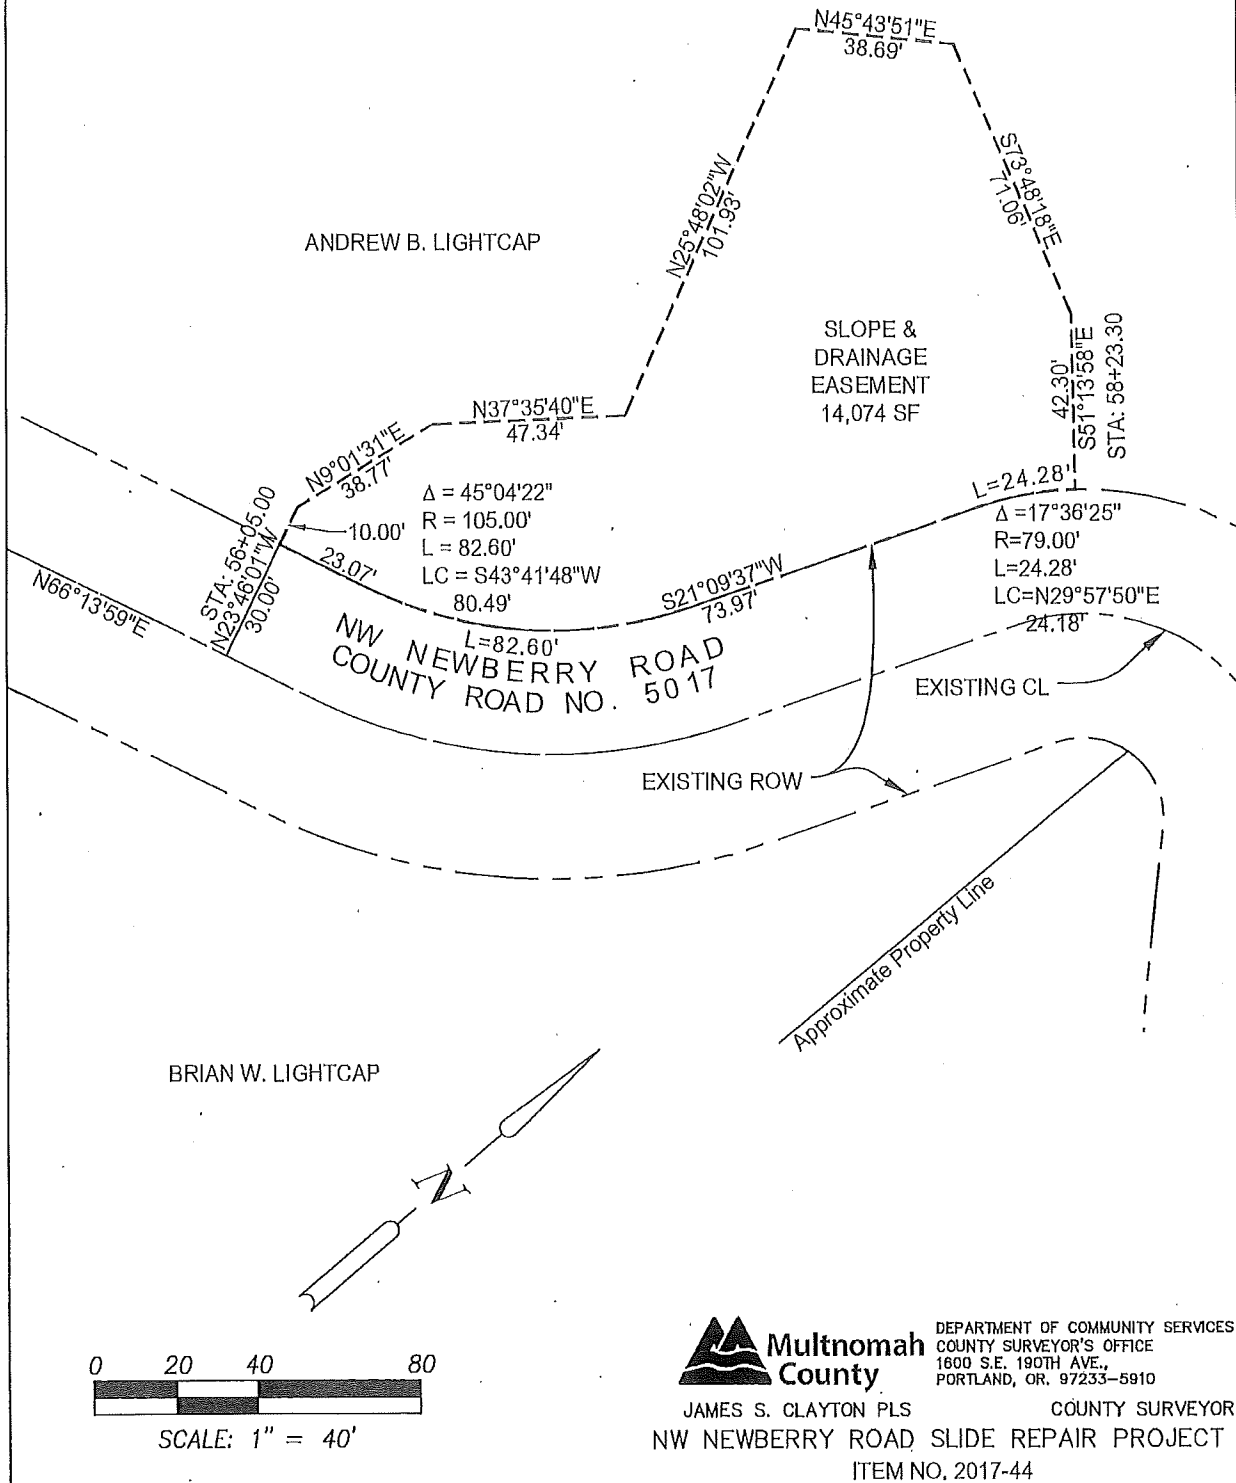 N45°43'51"E
38.69'
S73°48'18"E
71.06'
N25°48'02"W
101.93'
ANDREW B. LIGHTCAP
SLOPE &
DRAINAGE
EASEMENT
14,074 SF
42.30'
S51°13'58"E
STA: 58+23.30
N37°35'40"E
47.34'
N9°01'31"E
38.77'
Δ = 45°04'22"
R = 105.00'
L = 82.60'
LC = S43°41'48"W
80.49'
10.00'
STA: 56+05.00
N23°46'01"W
30.00'
23.07'
N66°13'59"E
L=24.28'
Δ =17°36'25"
R=79.00'
L=24.28'
LC=N29°57'50"E
24.18'
S21°09'37"W
73.97'
L=82.60'
NW NEWBERRY ROAD
COUNTY ROAD NO. 5017
EXISTING CL
EXISTING ROW
Approximate Property Line
BRIAN W. LIGHTCAP
N
0 20 40 80
SCALE: 1" = 40'
Multnomah
County
DEPARTMENT OF COMMUNITY SERVICES
COUNTY SURVEYOR'S OFFICE
1600 S.E. 190TH AVE.,
PORTLAND, OR. 97233-5910
JAMES S. CLAYTON PLS COUNTY SURVEYOR
NW NEWBERRY ROAD SLIDE REPAIR PROJECT
ITEM NO. 2017-44